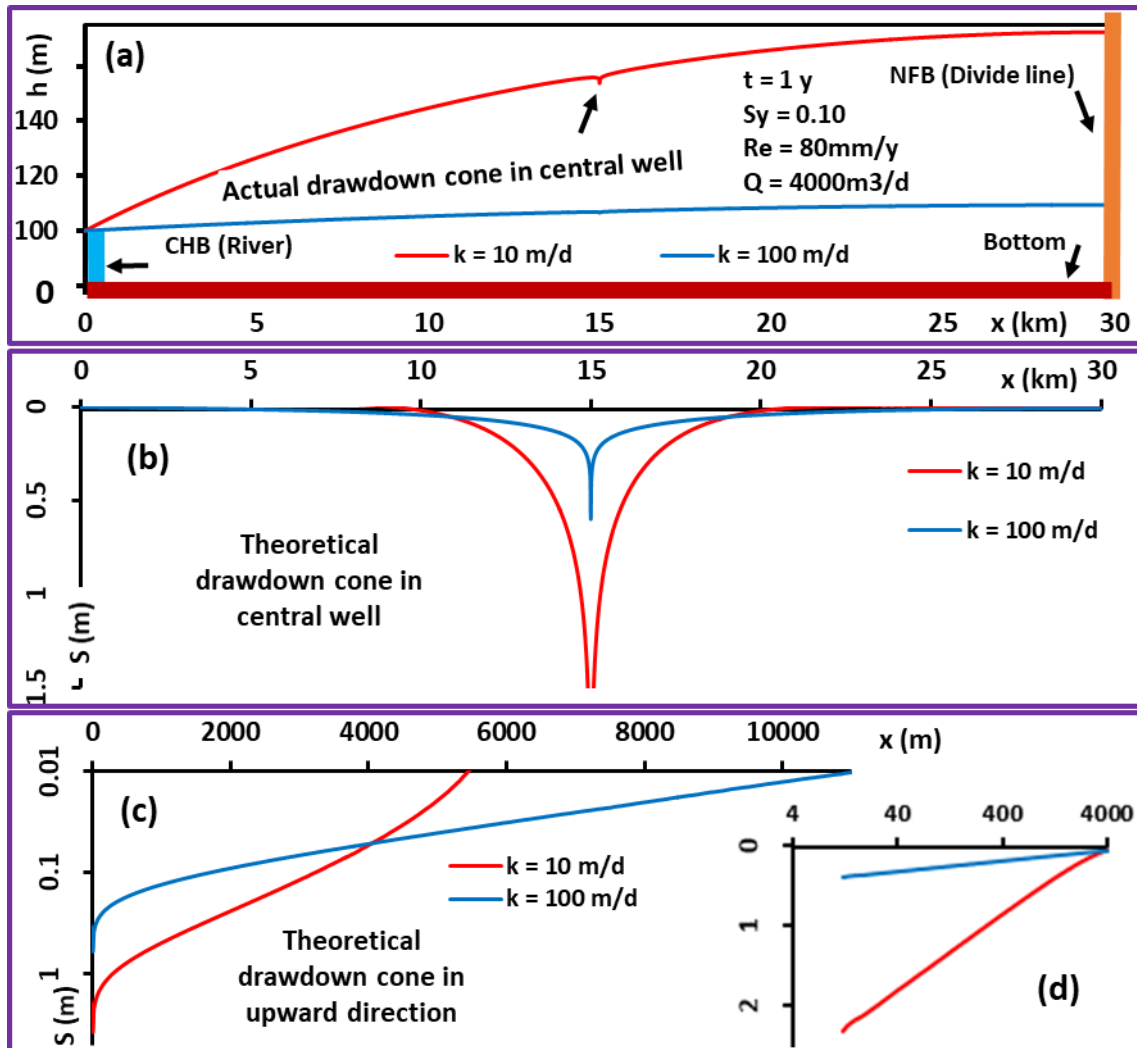 (a)
h (m)
140
120
100
0
t = 1 y
Sy = 0.10
Re = 80mm/y
Q = 4000m3/d
NFB (Divide line)
Actual drawdown cone in central well
CHB (River)
k = 10 m/d
k = 100 m/d
Bottom
0 5 10 15 20 25 x (km) 30
0 5 10 15 20 25 x (km) 30
0
0.5
1
1.5
S (m)
(b)
Theoretical
drawdown cone in
central well
k = 10 m/d
k = 100 m/d
0 2000 4000 6000 8000 10000 x (m)
0.01
0.1
1
S (m)
(c)
k = 10 m/d
k = 100 m/d
Theoretical
drawdown cone in
upward direction
4 40 400 4000
0
1
2
(d)